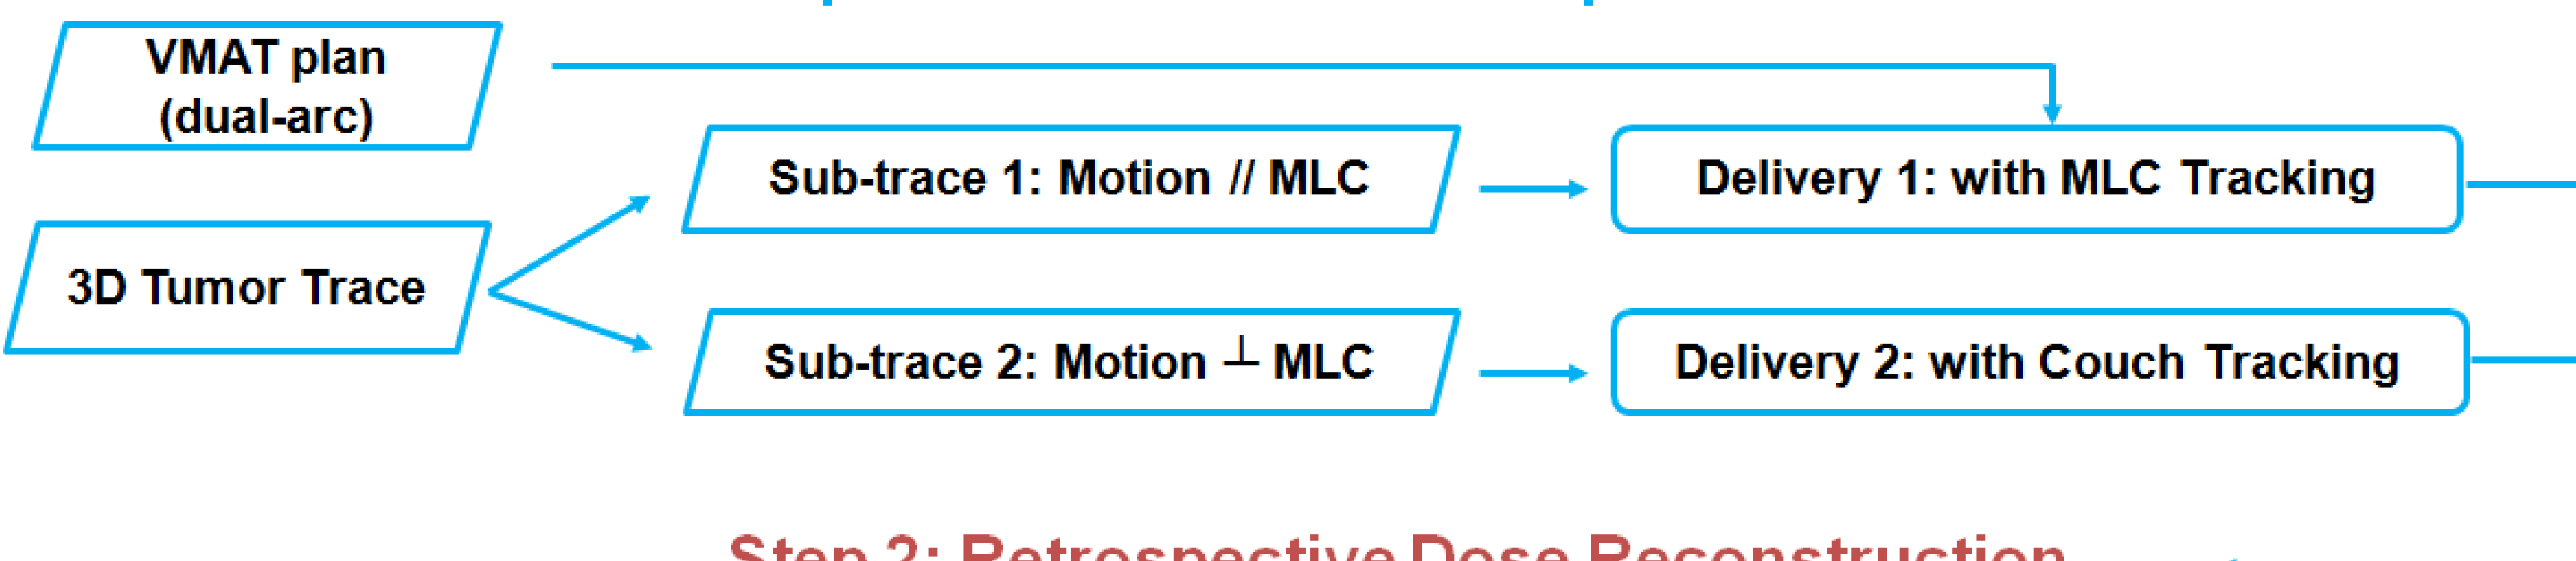 VMAT plan
(dual-arc)
Sub-trace 1: Motion // MLC
Delivery 1: with MLC Tracking
3D Tumor Trace
Sub-trace 2: Motion ⊥ MLC
Delivery 2: with Couch Tracking
Step 2: Retrospective Dose Reconstruction